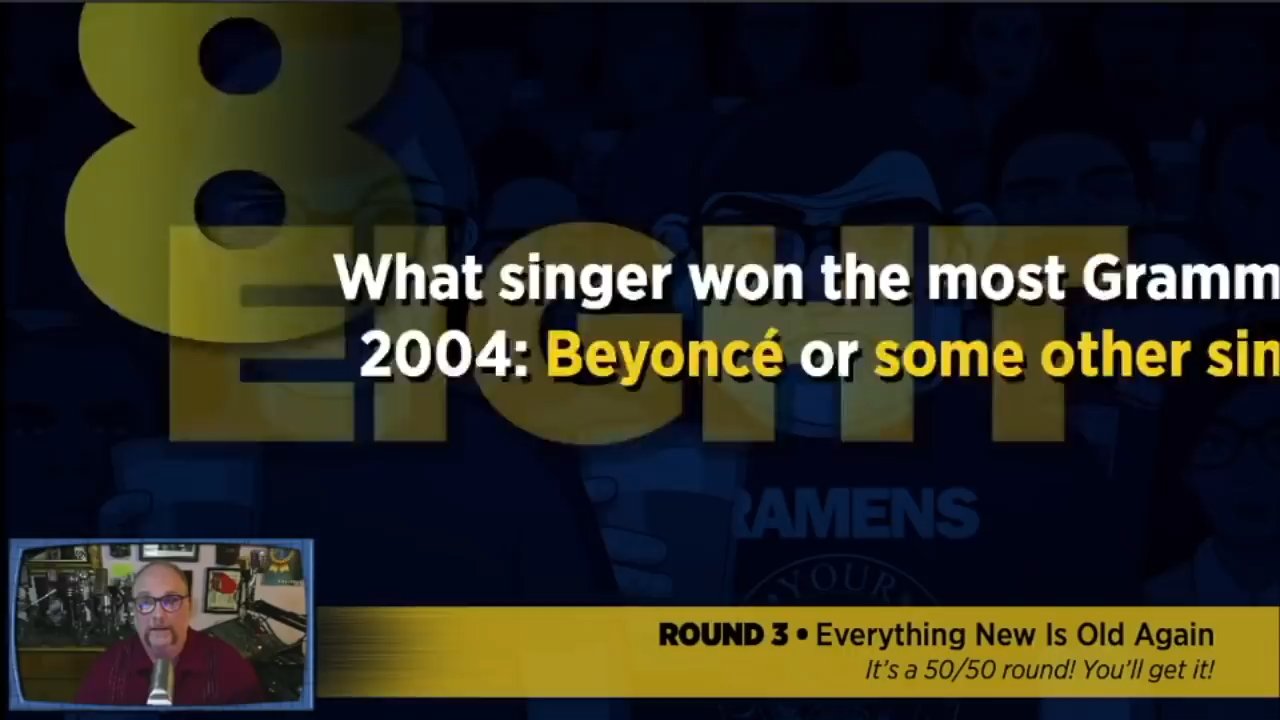 8
EIGHT
What singer won the most Gramm
2004: Beyoncé or some other sin
RAMENS
YOUR
ROUND 3 • Everything New Is Old Again
It's a 50/50 round! You'll get it!